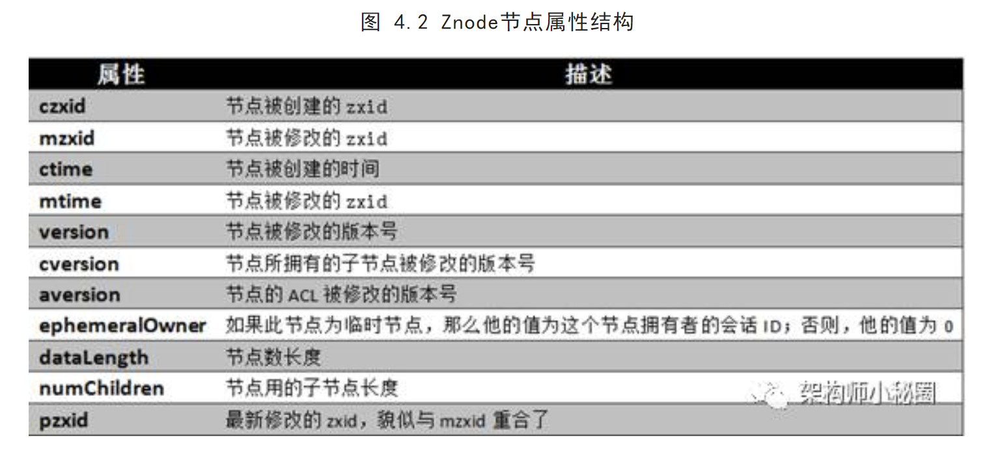 图 4.2 Znode节点属性结构
属性 描述
czxid 节点被创建的 zxid
mzxid 节点被修改的 zxid
ctime 节点被创建的时间
mtime 节点被修改的 zxid
version 节点被修改的版本号
cversion 节点所拥有的子节点被修改的版本号
aversion 节点的 ACL 被修改的版本号
ephemeralOwner 如果此节点为临时节点，那么他的值为这个节点拥有者的会话 ID；否则，他的值为 0
dataLength 节点数长度
numChildren 节点用的子节点长度
架构师小秘圈
pzxid 最新修改的 zxid，貌似与 mzxid 重合了